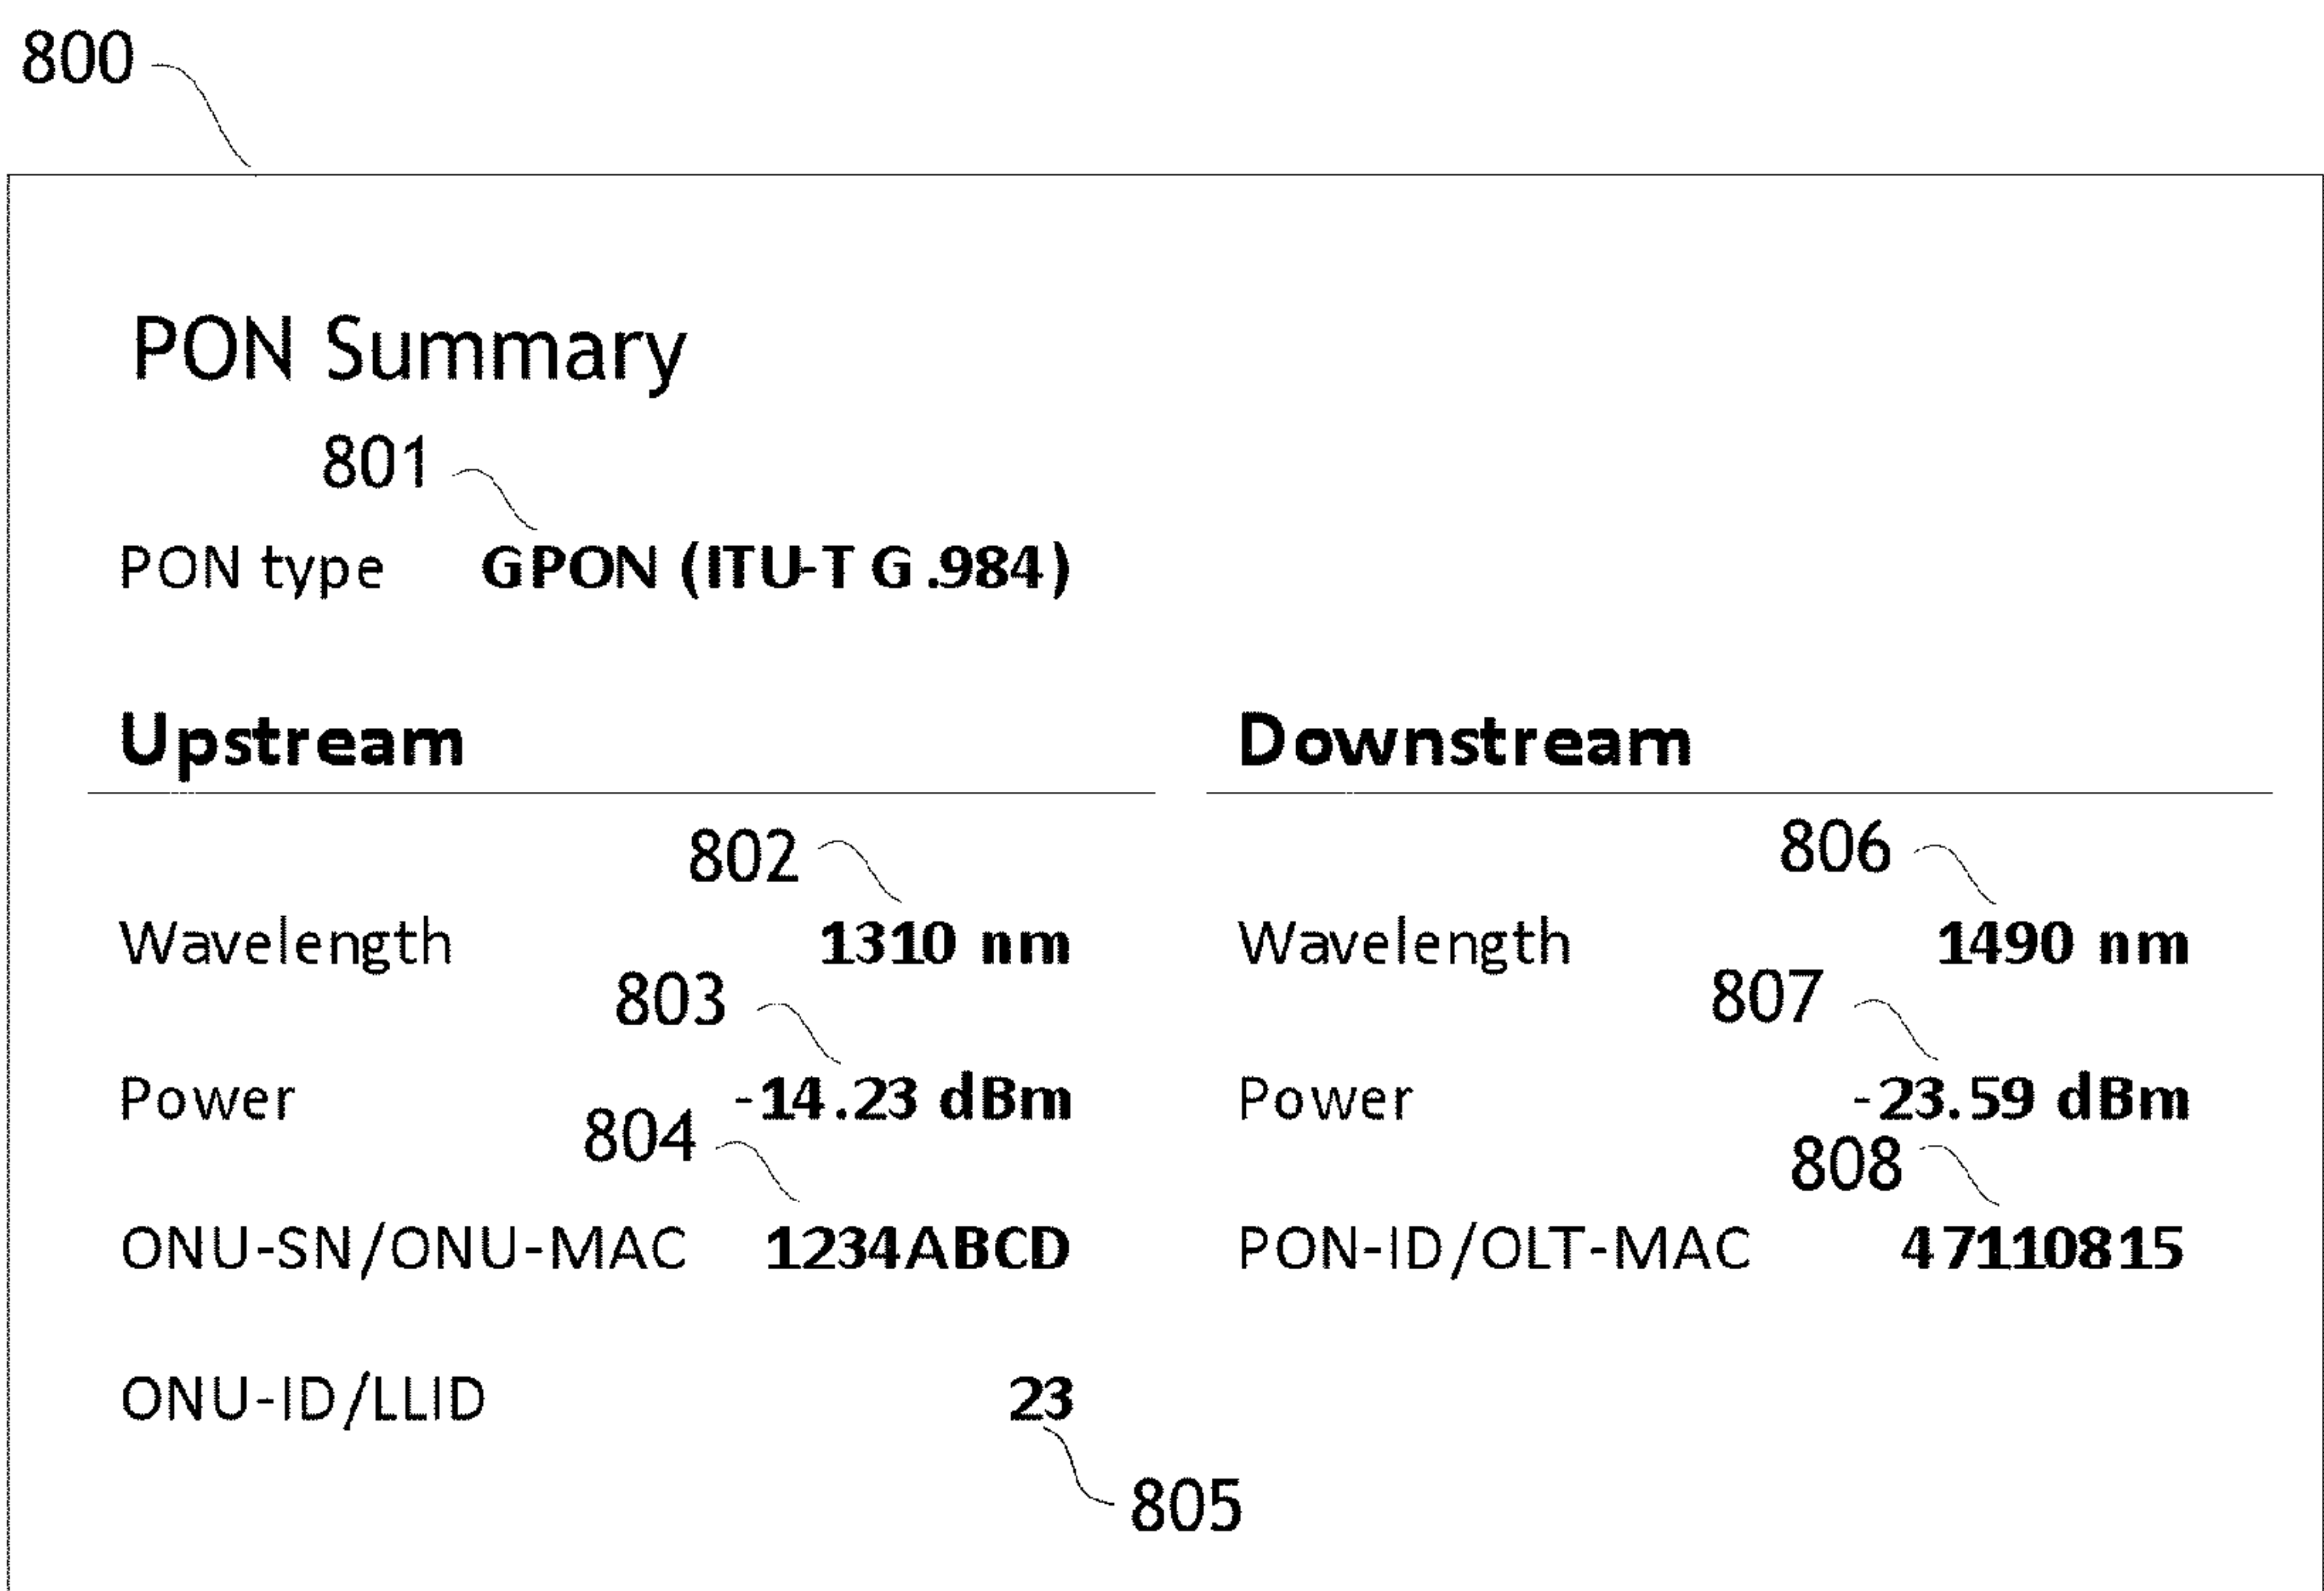 800
PON Summary
801
PON type GPON (ITU-T G.984)
Upstream Downstream
802 806
Wavelength 1310 nm Wavelength 1490 nm
803 807
Power -14.23 dBm Power -23.59 dBm
804 808
ONU-SN/ONU-MAC 1234ABCD PON-ID/OLT-MAC 47110815
ONU-ID/LLID 23
805